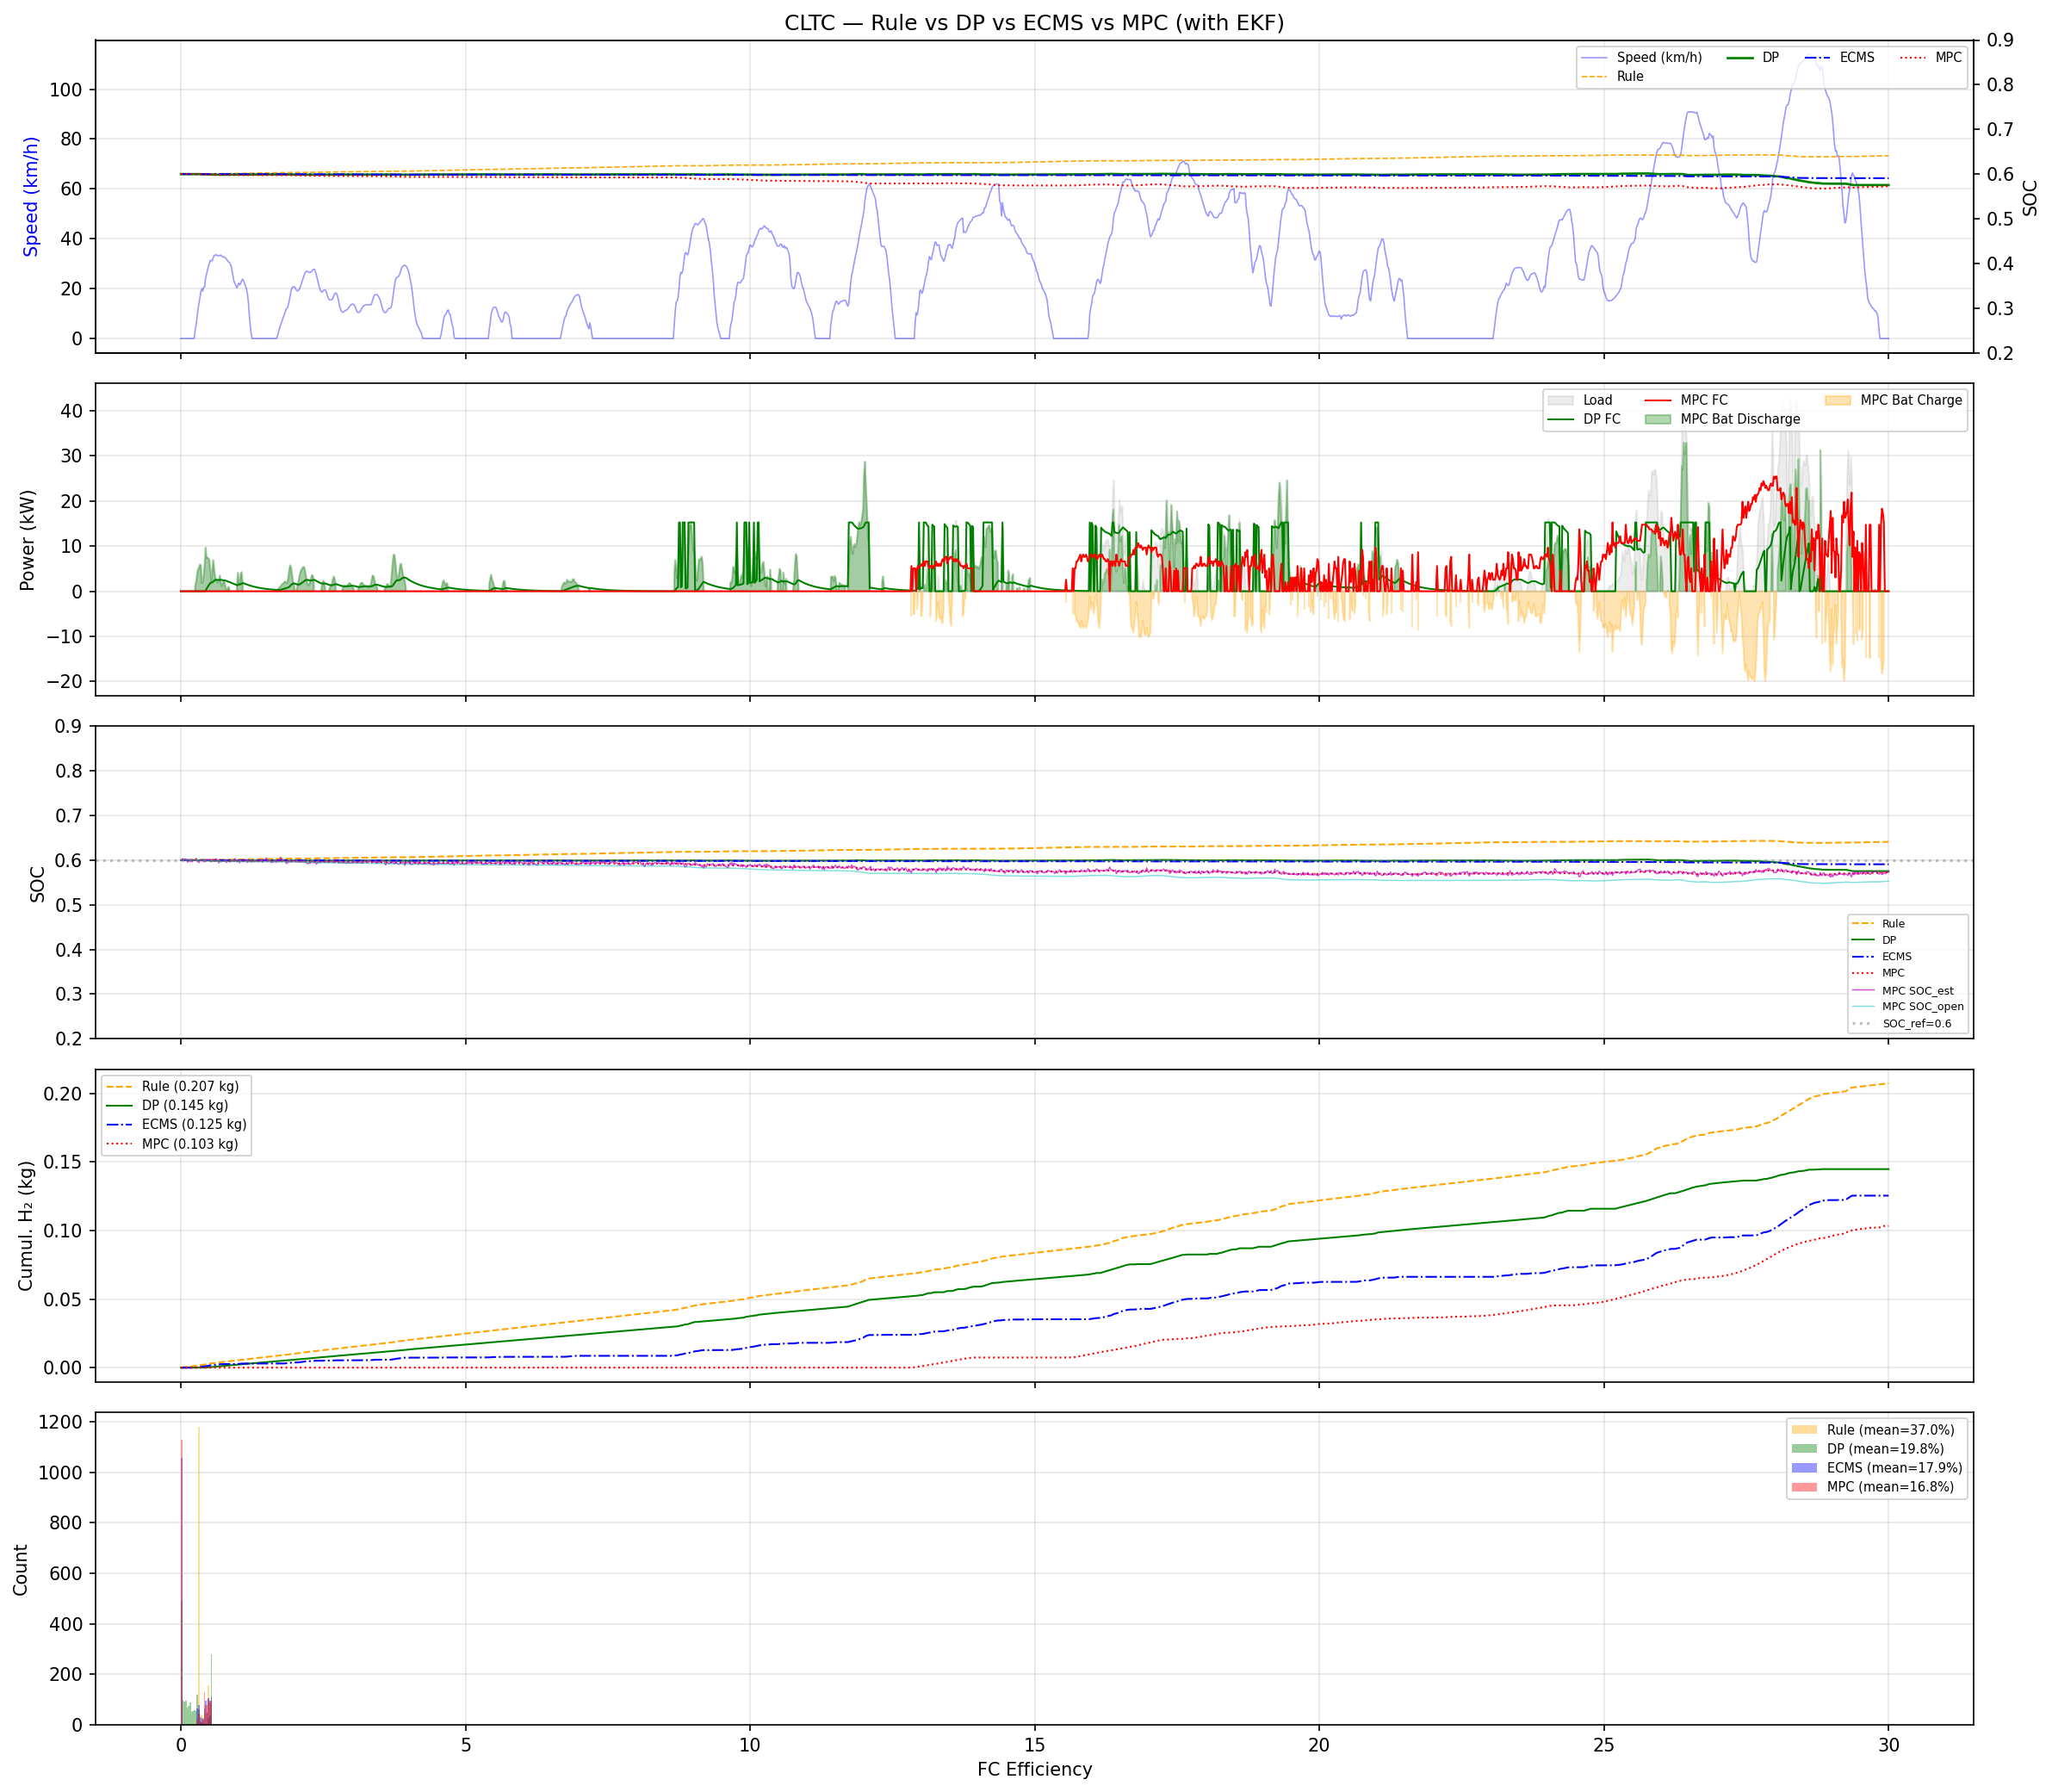 CLTC — Rule vs DP vs ECMS vs MPC (with EKF)
Speed (km/h)
100
80
60
40
20
0
0.9
0.8
0.7
0.6
0.5
0.4
0.3
0.2
SOC
Speed (km/h) DP ECMS MPC
Rule
Power (kW)
40
30
20
10
0
−10
−20
Load MPC FC MPC Bat Charge
DP FC MPC Bat Discharge
SOC
0.9
0.8
0.7
0.6
0.5
0.4
0.3
0.2
Rule
DP
ECMS
MPC
MPC SOC_est
MPC SOC_open
SOC_ref=0.6
Cumul. H₂ (kg)
0.20
0.15
0.10
0.05
0.00
Rule (0.207 kg)
DP (0.145 kg)
ECMS (0.125 kg)
MPC (0.103 kg)
Count
1200
1000
800
600
400
200
0
Rule (mean=37.0%)
DP (mean=19.8%)
ECMS (mean=17.9%)
MPC (mean=16.8%)
0 5 10 15 20 25 30
FC Efficiency